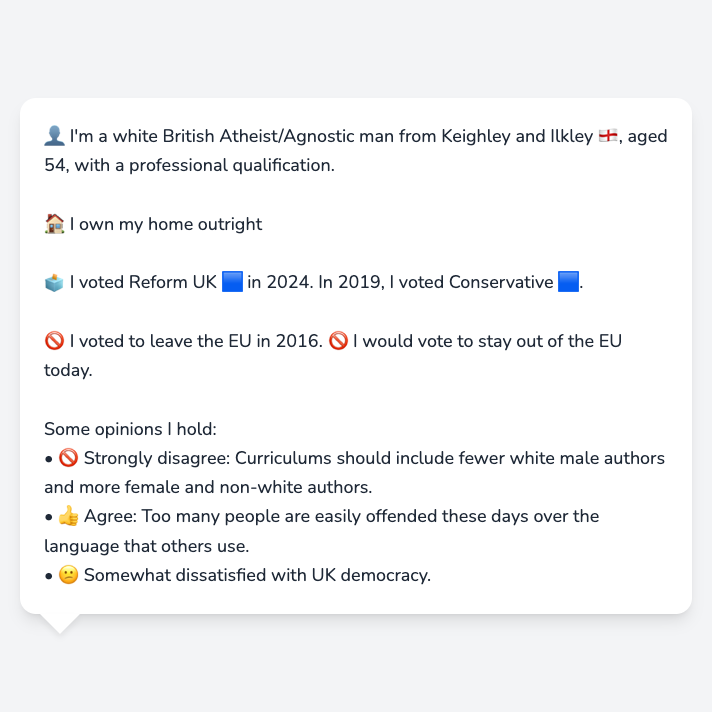 👤 I'm a white British Atheist/Agnostic man from Keighley and Ilkley 🏴󠁧󠁢󠁥󠁮󠁧󠁿, aged
54, with a professional qualification.
🏠 I own my home outright
🗳️ I voted Reform UK 🟦 in 2024. In 2019, I voted Conservative 🟦.
🚫 I voted to leave the EU in 2016. 🚫 I would vote to stay out of the EU
today.
Some opinions I hold:
• 🚫 Strongly disagree: Curriculums should include fewer white male authors
and more female and non-white authors.
• 👍 Agree: Too many people are easily offended these days over the
language that others use.
• 😕 Somewhat dissatisfied with UK democracy.